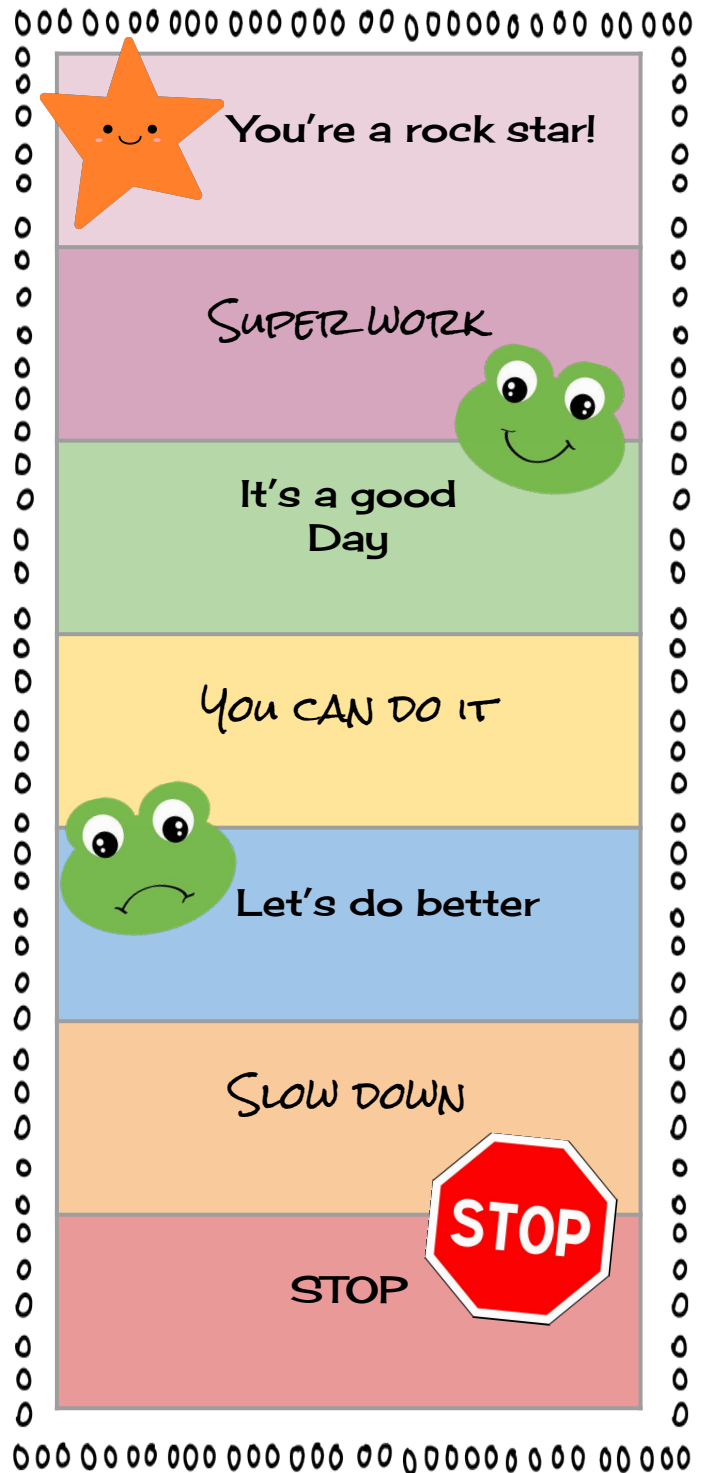 You're a rock star!
Super work
It's a good
Day
You can do it
Let's do better
Slow down
STOP
STOP